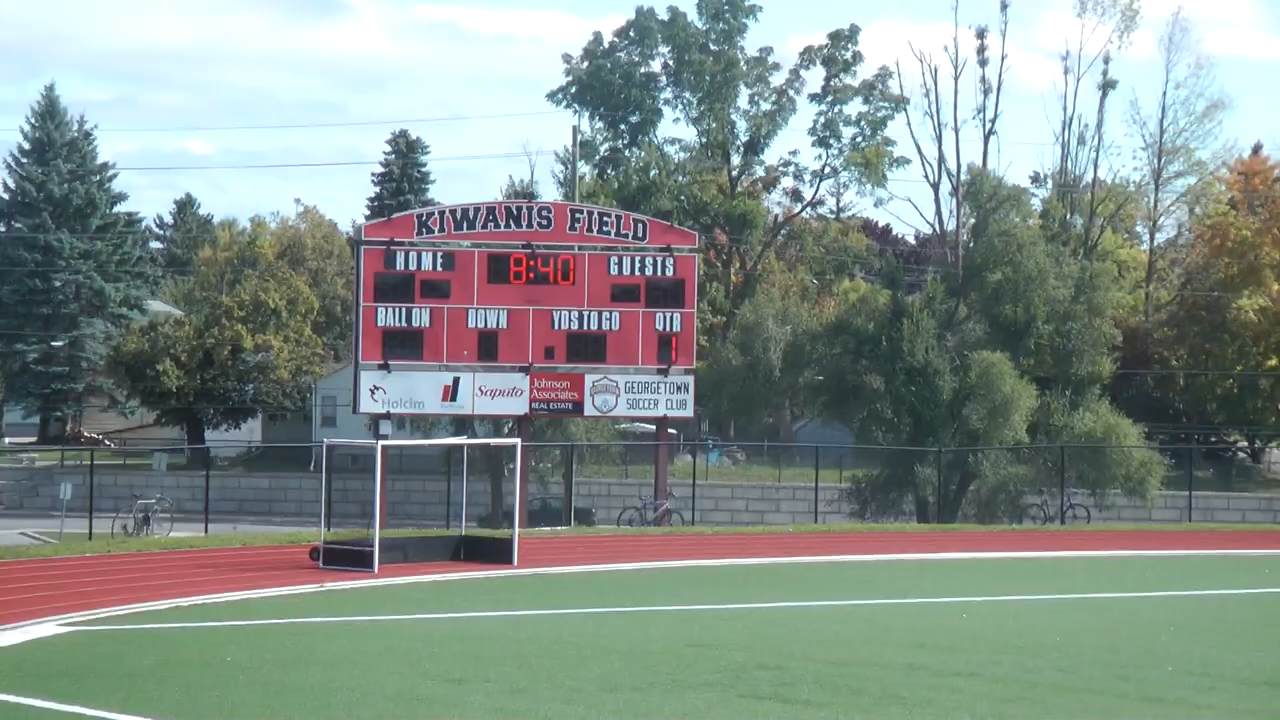 KIWANIS FIELD
HOME 8:40 GUESTS
BALL ON DOWN YDS TO GO QTR
1
Holcim Saputo Johnson Associates REAL ESTATE GEORGETOWN SOCCER CLUB